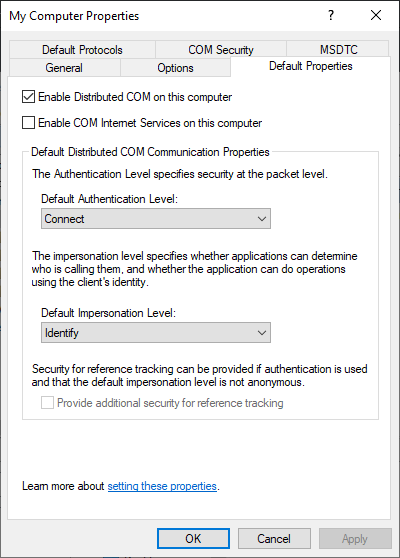 My Computer Properties
?
Default Protocols COM Security MSDTC
General Options Default Properties
Enable Distributed COM on this computer
Enable COM Internet Services on this computer
Default Distributed COM Communication Properties
The Authentication Level specifies security at the packet level.
Default Authentication Level:
Connect
The impersonation level specifies whether applications can determine
who is calling them, and whether the application can do operations
using the client's identity.
Default Impersonation Level:
Identify
Security for reference tracking can be provided if authentication is used
and that the default impersonation level is not anonymous.
Provide additional security for reference tracking
Learn more about setting these properties.
OK Cancel Apply